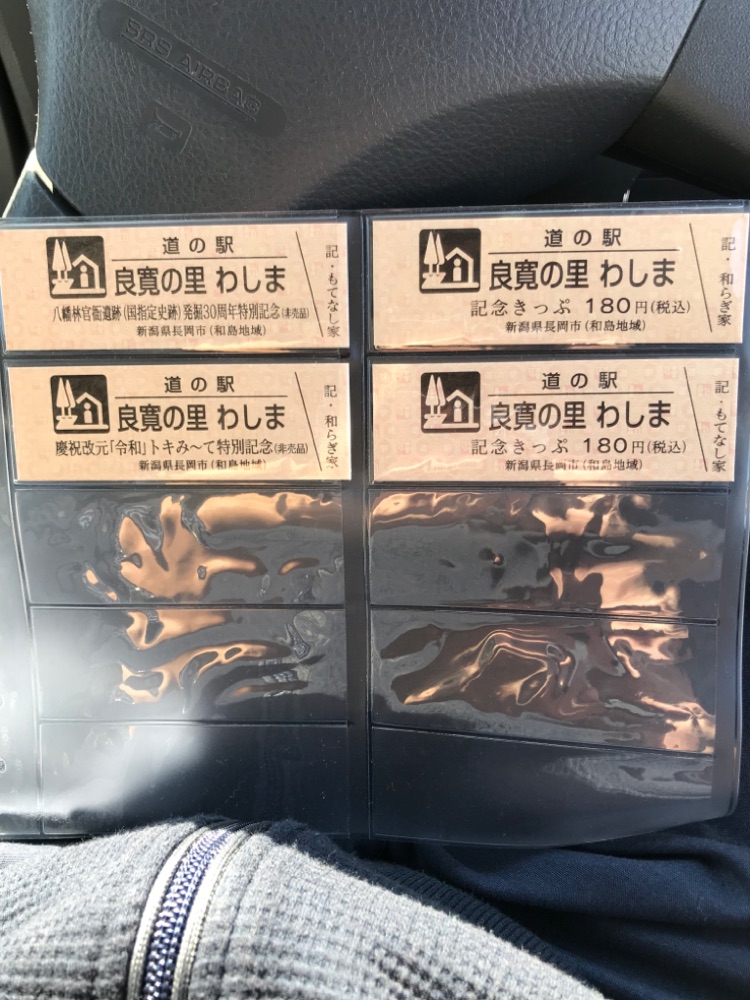 SRS AIRBAG
道の駅
良寛の里 わしま
八幡林官衙遺跡(国指定史跡)発掘30周年特別記念(非売品)
新潟県長岡市(和島地域)
記・もてなし家
道の駅
良寛の里 わしま
記念きっぷ 180円(税込)
新潟県長岡市(和島地域)
記・和らぎ家
道の駅
良寛の里 わしま
慶祝改元「令和」トキみ〜て特別記念(非売品)
新潟県長岡市(和島地域)
記・和らぎ家
道の駅
良寛の里 わしま
記念きっぷ 180円(税込)
新潟県長岡市(和島地域)
記・もてなし家